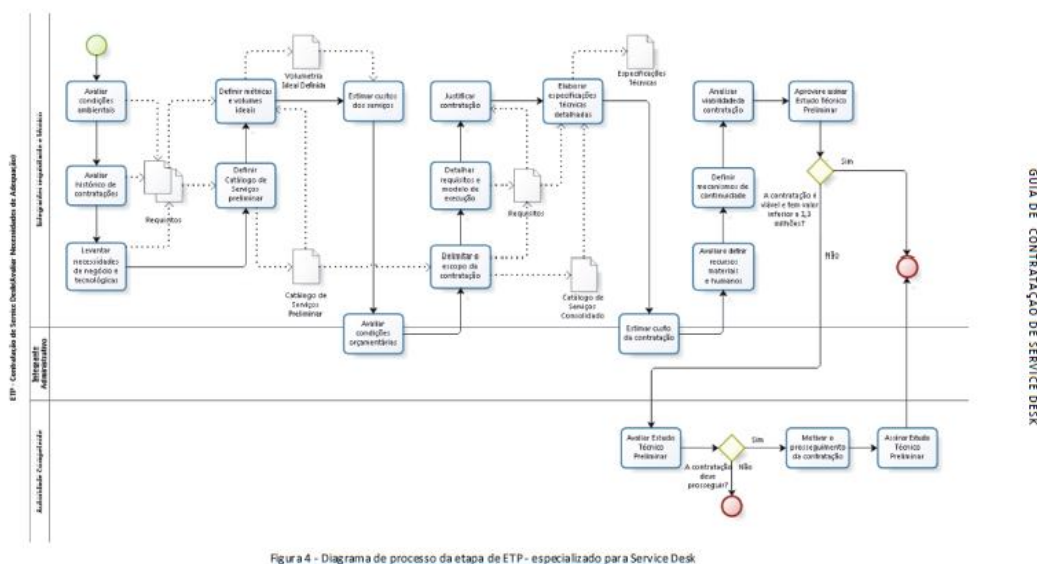 ETP - Contratação de Service Desk (Avaliar Necessidades de Adequação)
Integrantes requisitante e técnico
Integrante
Administrativo
Autoridade Competente
Avaliar
condições
ambientais
Avaliar
histórico de
contratações
Levantar
necessidades
de negócio e
tecnológicas
Requisitos
Definir métricas
e volumes
ideais
Definir
Catálogo de
Serviços
preliminar
Volumetria
Ideal Definida
Catálogo de
Serviços
Preliminar
Estimar custos
dos serviços
Avaliar
condições
orçamentárias
Justificar
contratação
Detalhar
requisitos e
modelo de
execução
Delimitar o
escopo da
contratação
Requisitos
Elaborar
especificações
técnicas
detalhadas
Especificações
Técnicas
Catálogo de
Serviços
Consolidado
Estimar custo
da contratação
Analizar
viabilidade da
contratação
Definir
mecanismos de
continuidade
Avaliar e definir
recursos
materiais
e humanos
Aprovar e assinar
Estudo Técnico
Preliminar
Sim
A contratação é
viável e tem valor
inferior a 1,3
milhões?
Não
Avaliar Estudo
Técnico
Preliminar
A contratação
deve
prosseguir?
Sim
Não
Motivar o
prosseguimento
da contratação
Assinar Estudo
Técnico
Preliminar
GUIA DE CONTRATAÇÃO DE SERVICE DESK
Figura 4 - Diagrama de processo da etapa de ETP - especializado para Service Desk